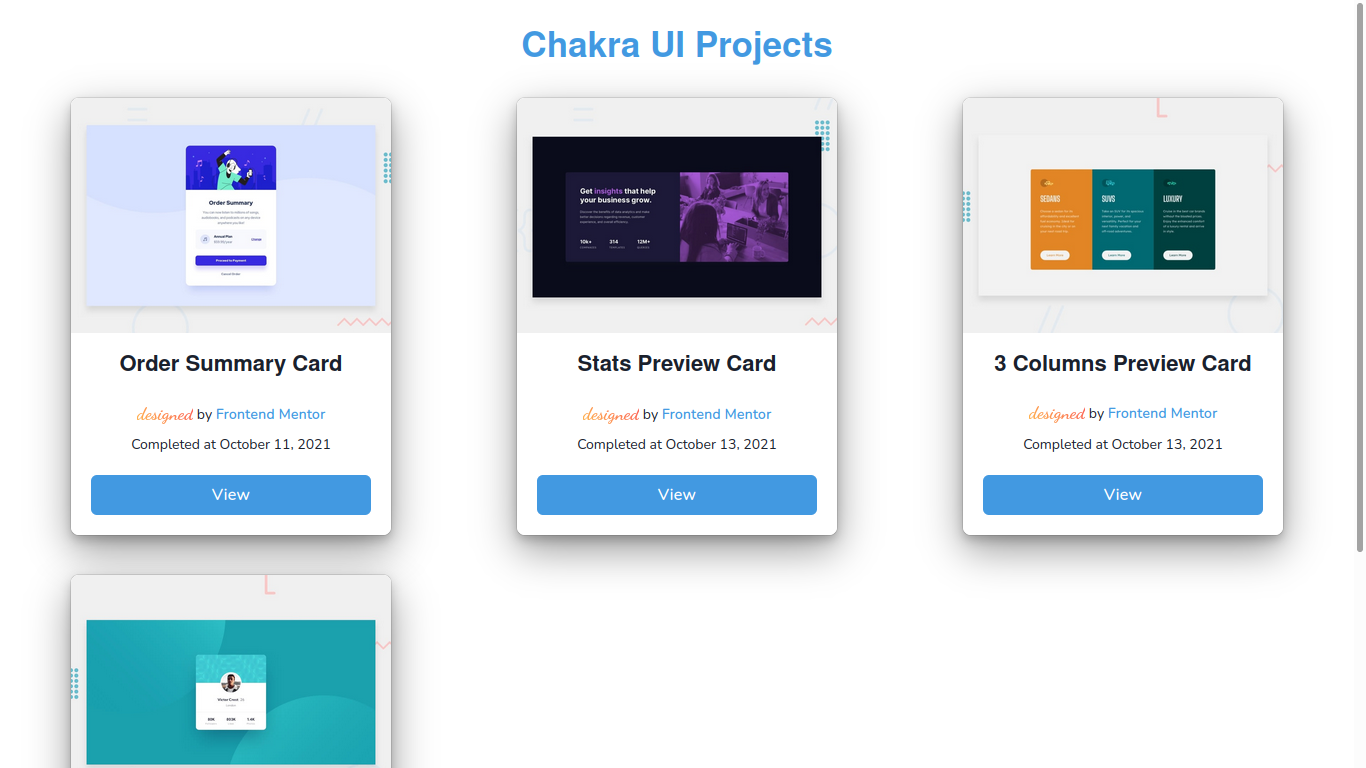 Chakra UI Projects
Order Summary
Annual Plan
Proceed to Payment
Cancel Order
Order Summary Card
designed by Frontend Mentor
Completed at October 11, 2021
View
Get insights that help
your business grow.
10k+
314
12M+
Stats Preview Card
designed by Frontend Mentor
Completed at October 13, 2021
View
SEDANS
SUVS
LUXURY
Learn More
Learn More
Learn More
3 Columns Preview Card
designed by Frontend Mentor
Completed at October 13, 2021
View
Victor Crest
80K
803K
1.4K